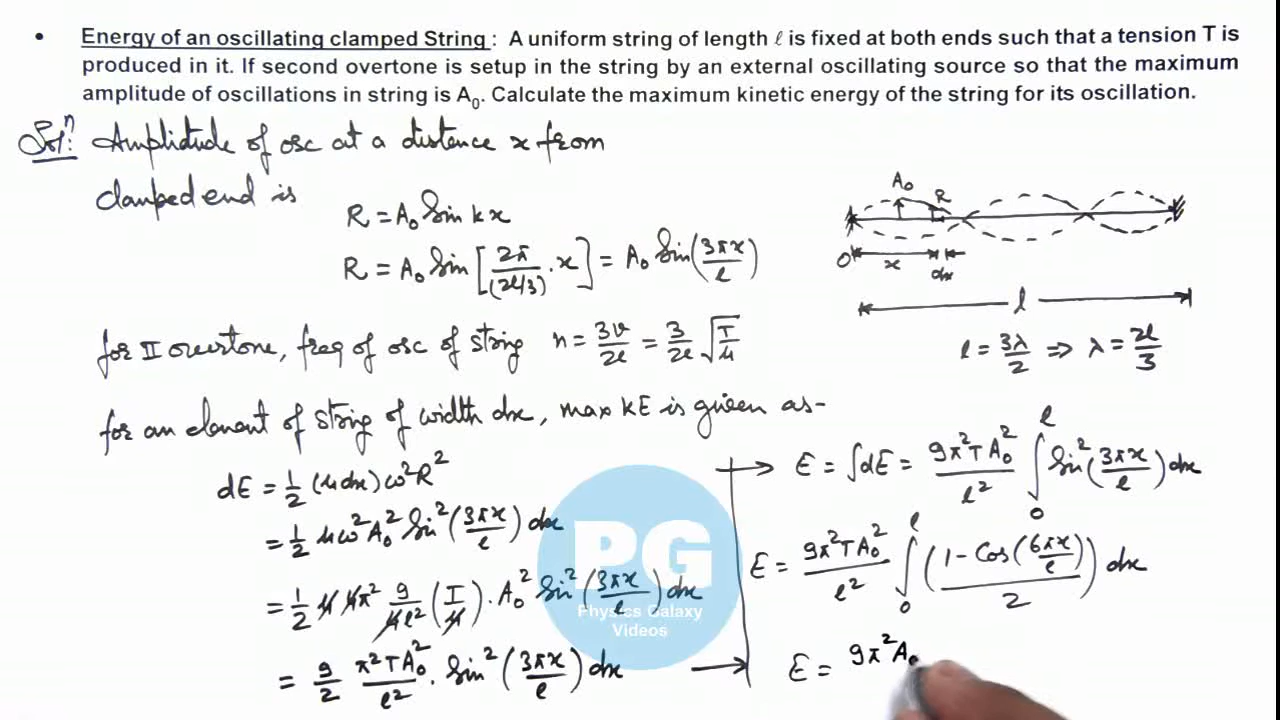 • Energy of an oscillating clamped String : A uniform string of length ℓ is fixed at both ends such that a tension T is
produced in it. If second overtone is setup in the string by an external oscillating source so that the maximum
amplitude of oscillations in string is A₀. Calculate the maximum kinetic energy of the string for its oscillation.
Solⁿ: Amplitude of osc at a distance x from
clamped end is
R = A₀ Sin kx
R = A₀ Sin [2π/(2l/3) · x] = A₀ Sin(3πx/l)
A₀
R
O
x
dx
l
l = 3λ/2 ⇒ λ = 2l/3
for II overtone, freq of osc of string n = 3v/2l = 3/2l √(T/μ)
for an element of string of width dx, max KE is given as-
dE = 1/2 (μdx) ω² R²
= 1/2 μω² A₀² Sin² (3πx/l) dx
= 1/2 μ 4π² 9/4l² (T/μ) · A₀² Sin² (3πx/l) dx
= 9/2 π²TA₀²/l² · Sin² (3πx/l) dx
→ E = ∫dE = 9π²TA₀²/l² ∫₀ˡ Sin² (3πx/l) dx
E = 9π²TA₀²/l² ∫₀ˡ (1 - Cos(6πx/l)/2) dx
E = 9π²A₀
PG
Physics Galaxy
Videos